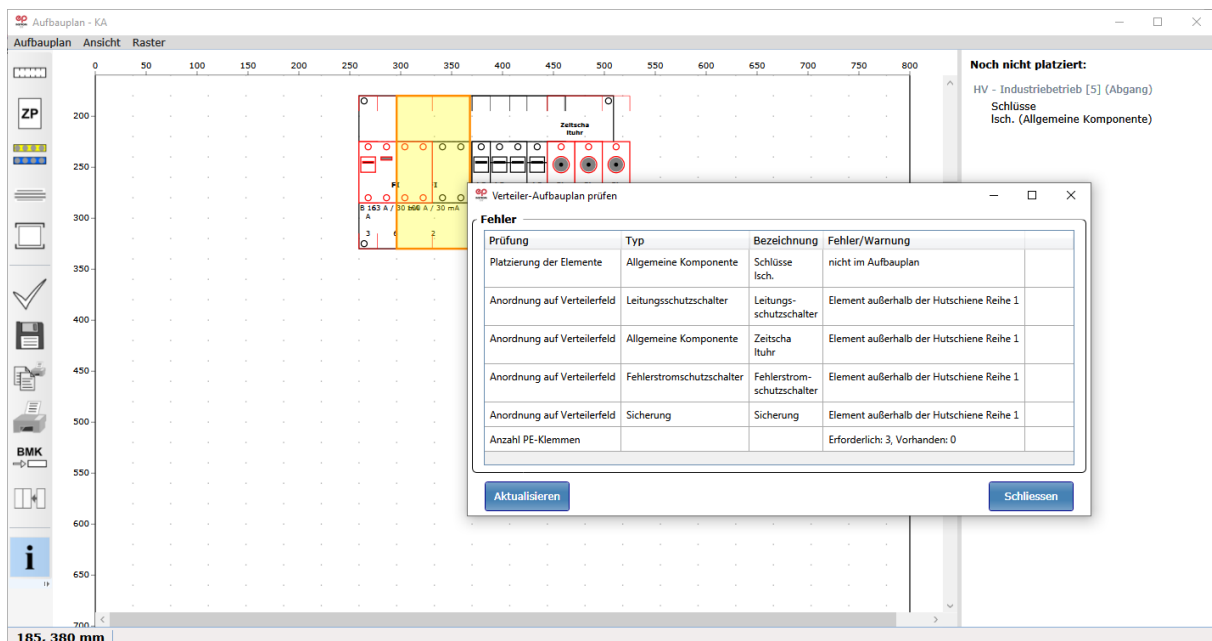 Aufbauplan - KA
Aufbauplan Ansicht Raster
0 50 100 150 200 250 300 350 400 450 500 550 600 650 700 750 800
ZP
BMK
i
200
250
300
350
400
450
500
550
600
650
700
Zeitscha
ltuhr
FI I
B 16
A
63 A / 30 mA
A / 30 mA
3 6 2
Noch nicht platziert:
HV - Industriebetrieb [5] (Abgang)
Schlüsse
lsch. (Allgemeine Komponente)
Verteiler-Aufbauplan prüfen
Fehler
Prüfung Typ Bezeichnung Fehler/Warnung
Platzierung der Elemente Allgemeine Komponente Schlüsse
lsch. nicht im Aufbauplan
Anordnung auf Verteilerfeld Leitungsschutzschalter Leitungs-
schutzschalter Element außerhalb der Hutschiene Reihe 1
Anordnung auf Verteilerfeld Allgemeine Komponente Zeitscha
ltuhr Element außerhalb der Hutschiene Reihe 1
Anordnung auf Verteilerfeld Fehlerstromschutzschalter Fehlerstrom-
schutzschalter Element außerhalb der Hutschiene Reihe 1
Anordnung auf Verteilerfeld Sicherung Sicherung Element außerhalb der Hutschiene Reihe 1
Anzahl PE-Klemmen Erforderlich: 3, Vorhanden: 0
Aktualisieren Schliessen
185, 380 mm